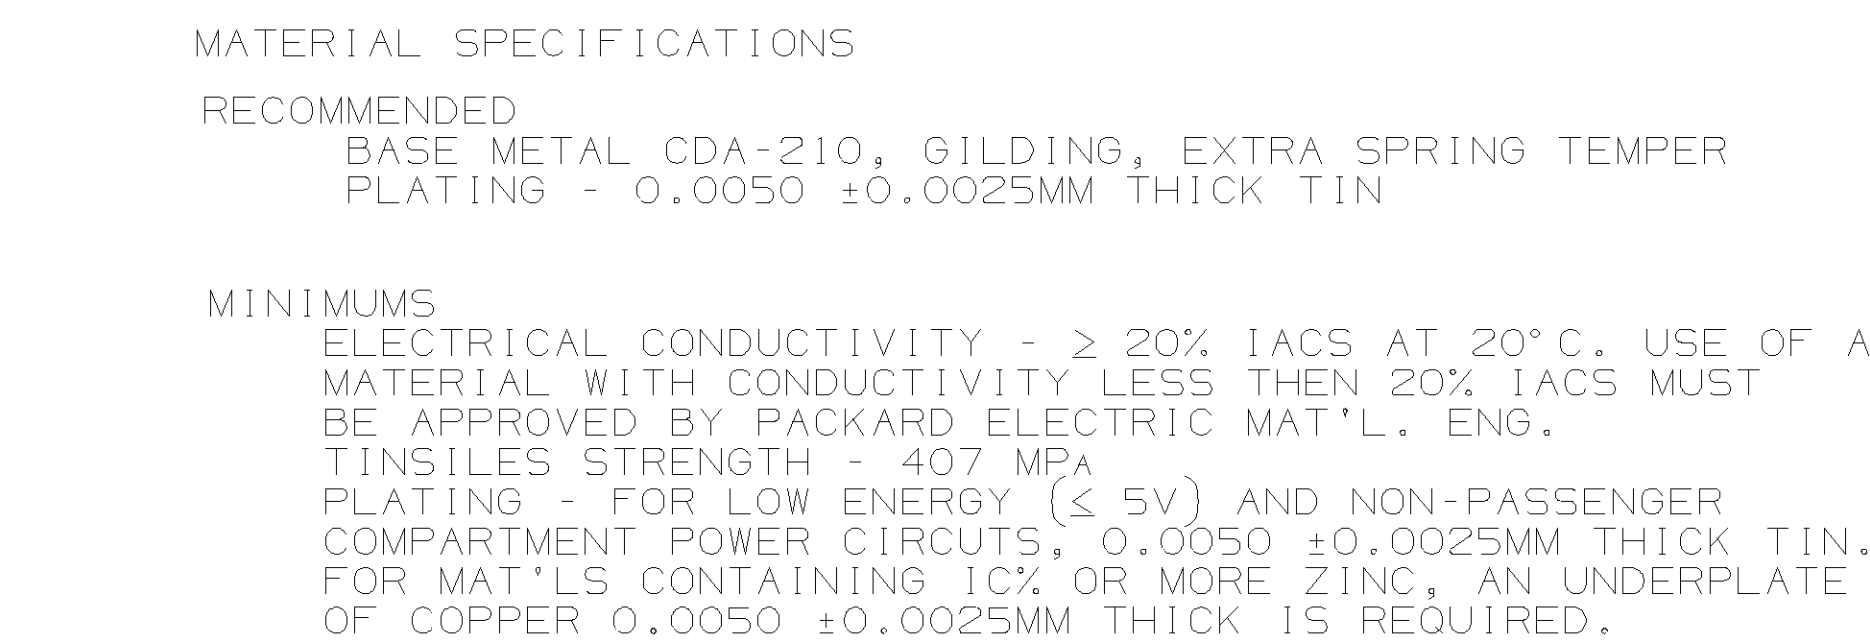 MATERIAL SPECIFICATIONS
RECOMMENDED
BASE METAL CDA-210, GILDING, EXTRA SPRING TEMPER
PLATING - 0.0050 ±0.0025MM THICK TIN
MINIMUMS
ELECTRICAL CONDUCTIVITY - ≥ 20% IACS AT 20°C. USE OF A
MATERIAL WITH CONDUCTIVITY LESS THEN 20% IACS MUST
BE APPROVED BY PACKARD ELECTRIC MAT'L. ENG.
TINSILES STRENGTH - 407 MPA
PLATING - FOR LOW ENERGY (≤ 5V) AND NON-PASSENGER
COMPARTMENT POWER CIRCUTS, 0.0050 ±0.0025MM THICK TIN.
FOR MAT'LS CONTAINING IC% OR MORE ZINC, AN UNDERPLATE
OF COPPER 0.0050 ±0.0025MM THICK IS REQUIRED.